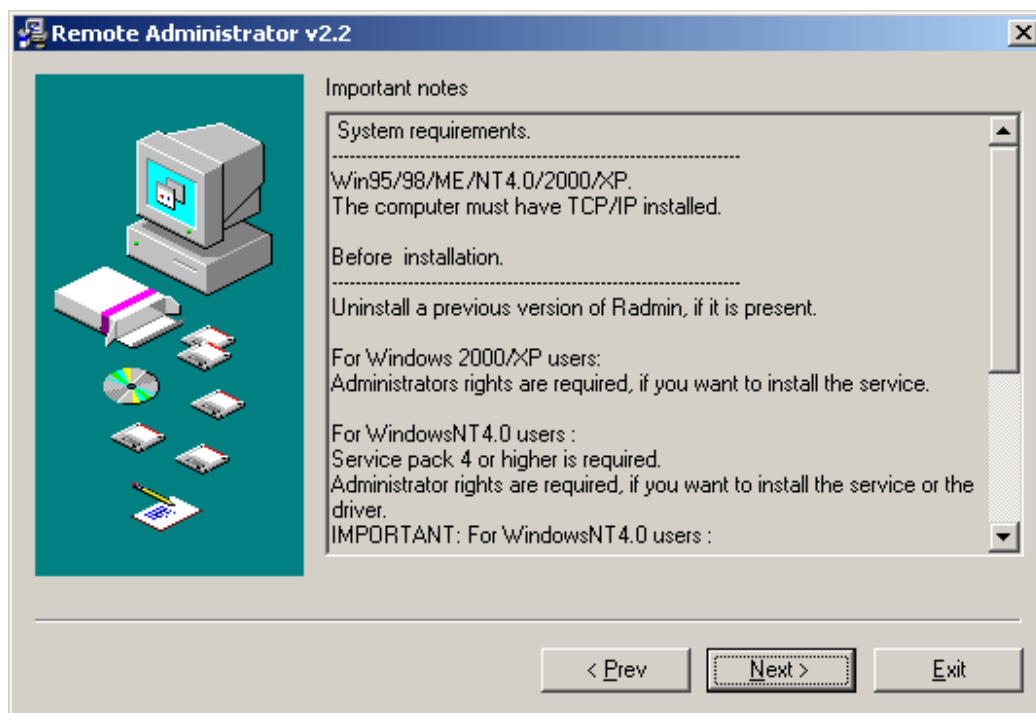 Remote Administrator v2.2
Important notes
System requirements.
--------------------------------------------------------------------
Win95/98/ME/NT4.0/2000/XP.
The computer must have TCP/IP installed.
Before  installation.
--------------------------------------------------------------------
Uninstall a previous version of Radmin, if it is present.
For Windows 2000/XP users:
Administrators rights are required, if you want to install the service.
For WindowsNT4.0 users :
Service pack 4 or higher is required.
Administrator rights are required, if you want to install the service or the
driver.
IMPORTANT: For WindowsNT4.0 users :
< Prev
Next >
Exit